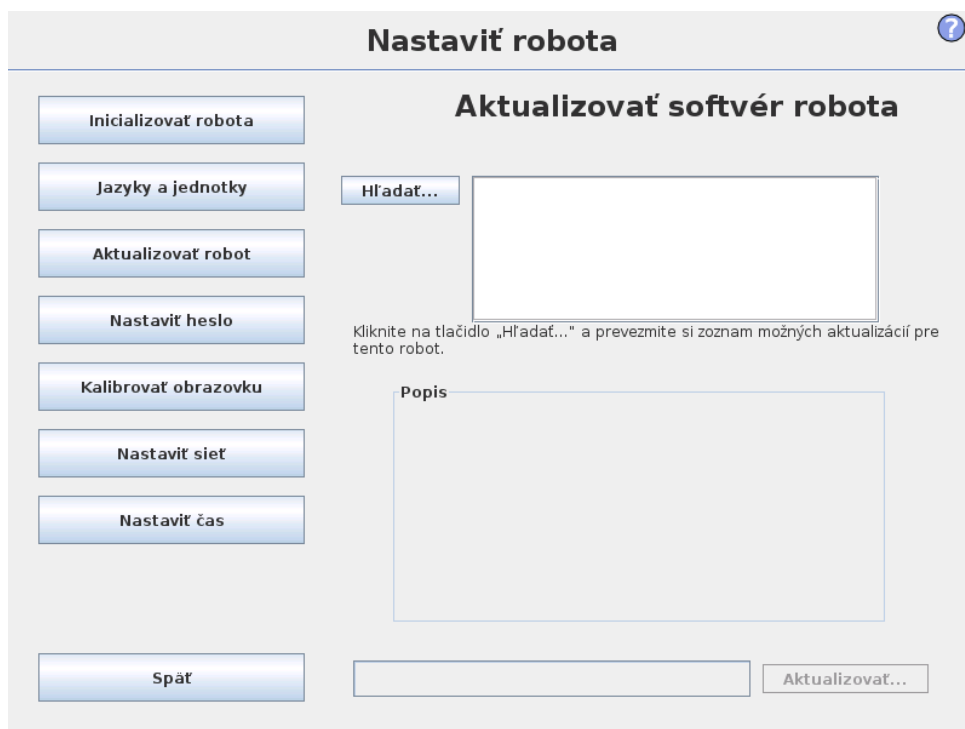 Nastaviť robota
?
Inicializovať robota
Jazyky a jednotky
Aktualizovať robot
Nastaviť heslo
Kalibrovať obrazovku
Nastaviť sieť
Nastaviť čas
Späť
Aktualizovať softvér robota
Hľadať...
Kliknite na tlačidlo „Hľadať..." a prevezmite si zoznam možných aktualizácií pre
tento robot.
Popis
Aktualizovať...